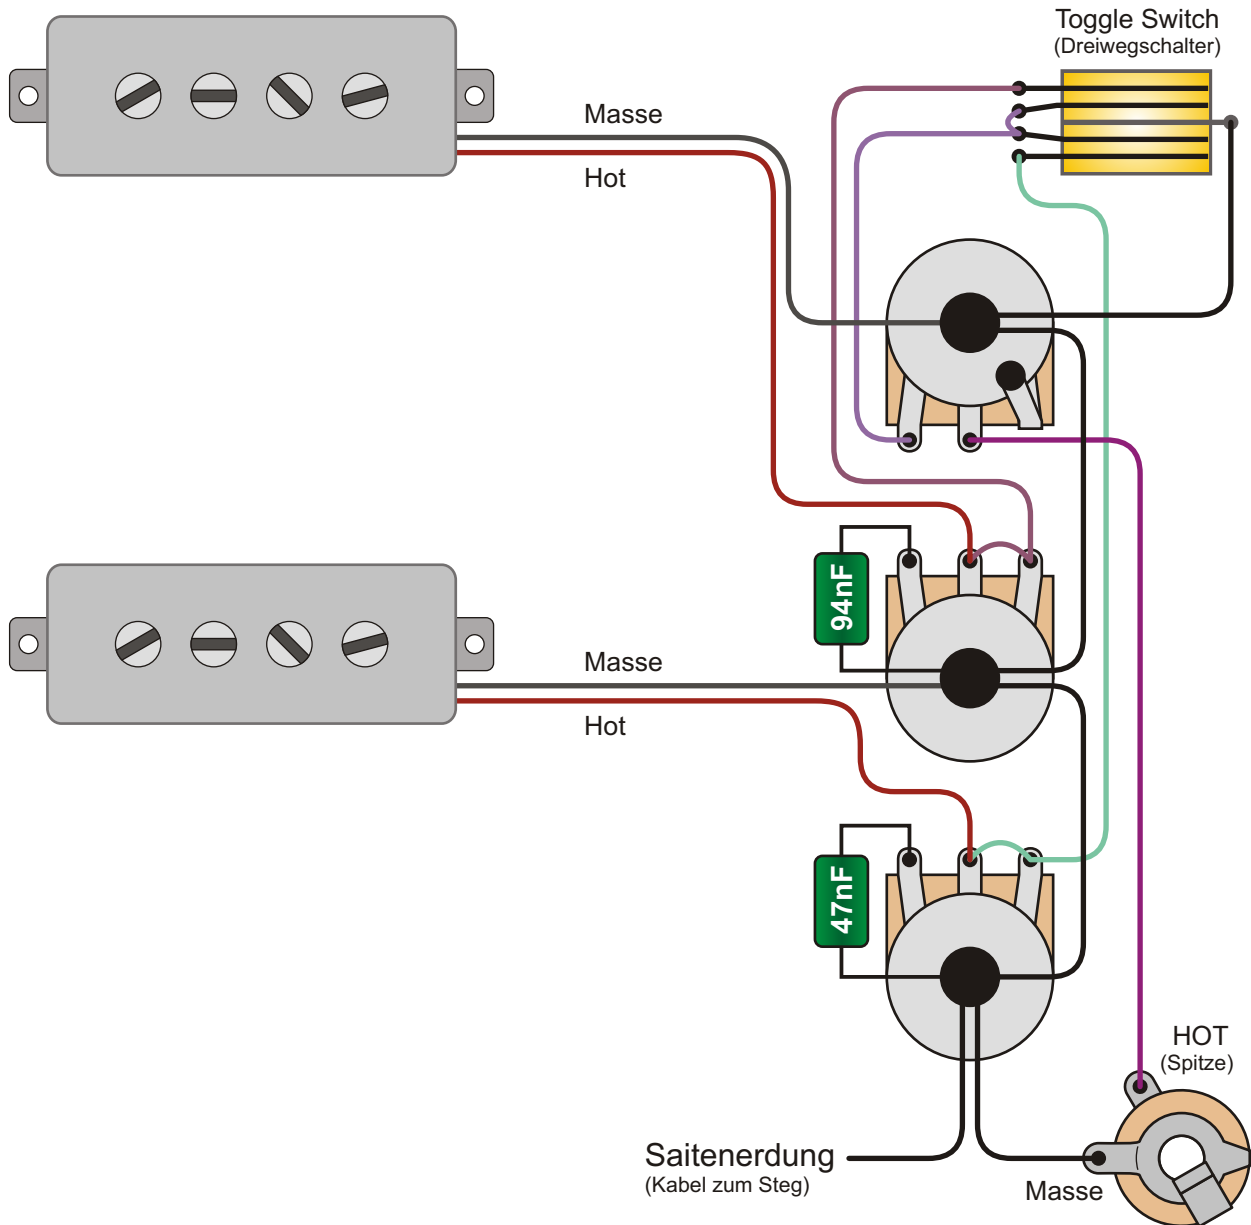 Toggle Switch
(Dreiwegschalter)
Masse
Hot
94nF
Masse
Hot
47nF
HOT
(Spitze)
Saitenerdung
(Kabel zum Steg)
Masse